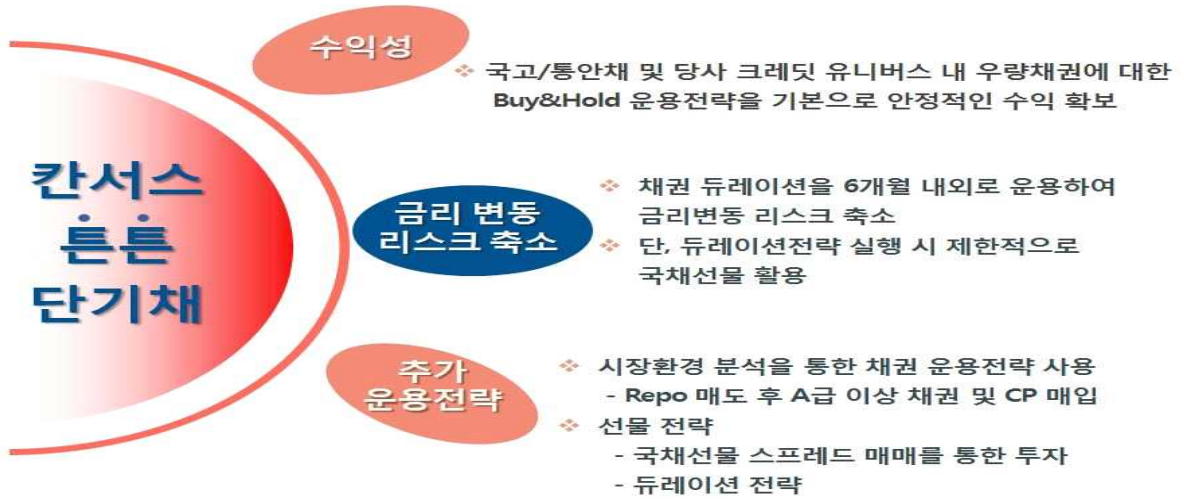 수익성
❖ 국고/통안채 및 당사 크레딧 유니버스 내 우량채권에 대한
Buy&Hold 운용전략을 기본으로 안정적인 수익 확보
칸서스
튼튼
단기채
금리 변동
리스크 축소
❖ 채권 듀레이션을 6개월 내외로 운용하여
금리변동 리스크 축소
❖ 단, 듀레이션전략 실행 시 제한적으로
국채선물 활용
추가
운용전략
❖ 시장환경 분석을 통한 채권 운용전략 사용
- Repo 매도 후 A급 이상 채권 및 CP 매입
❖ 선물 전략
- 국채선물 스프레드 매매를 통한 투자
- 듀레이션 전략